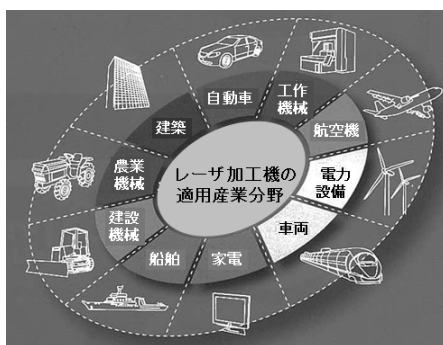 レーザ加工機の
適用産業分野
自動車
工作
機械
航空機
電力
設備
車両
家電
船舶
建設
機械
農業
機械
建築